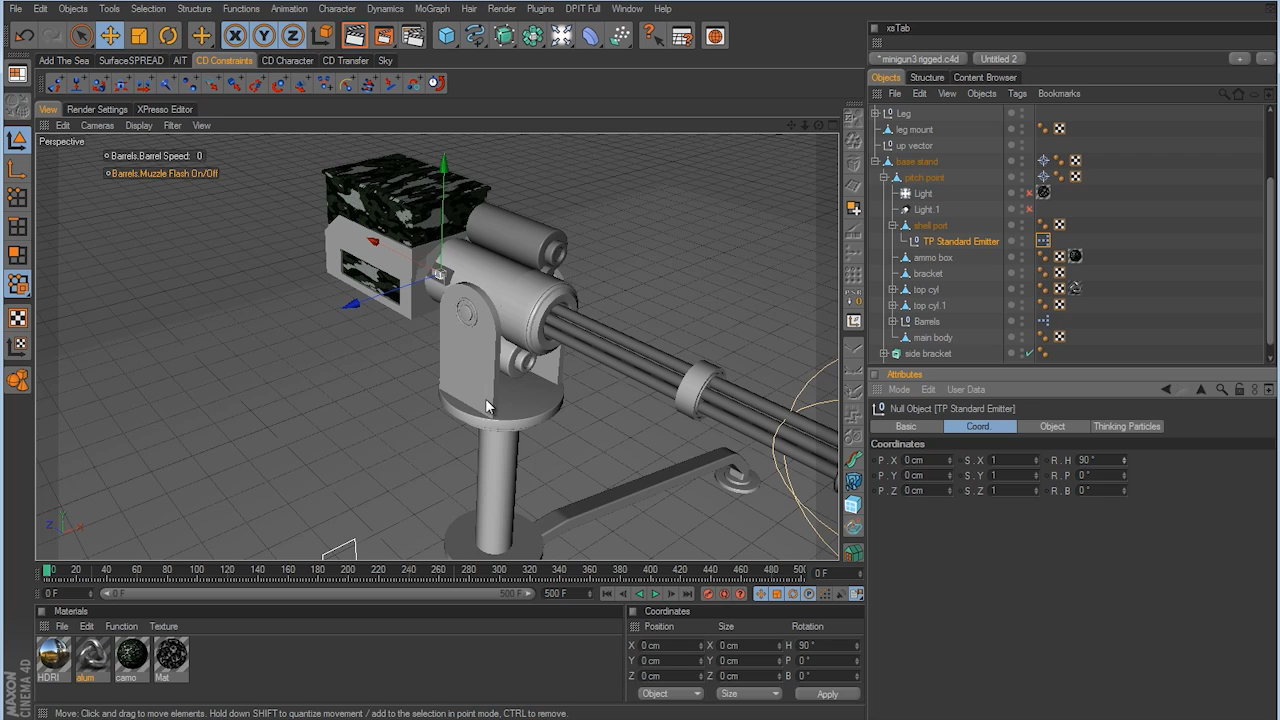 File Edit Objects Tools Selection Structure Functions Animation Character Dynamics MoGraph Hair Render Plugins DPIT Full Window Help
Add The Sea SurfaceSPREAD AIT CD Constraints CD Character CD Transfer Sky
View Render Settings XPresso Editor
Edit Cameras Display Filter View
Perspective
Barrels.Barrel Speed: 0
Barrels.Muzzle Flash On/Off
X
Y
Z
0 20 40 60 80 100 120 140 160 180 200 220 240 260 280 300 320 340 360 380 400 420 440 460 480 0 F
0 F 0 F 500 F 500 F
Materials
File Edit Function Texture
HDRI alum camo Mat
MAXON
CINEMA 4D
Coordinates
Position Size Rotation
X 0 cm X 0 cm H 90 °
Y 0 cm Y 0 cm P 0 °
Z 0 cm Z 0 cm B 0 °
Object Size Apply
Move: Click and drag to move elements. Hold down SHIFT to quantize movement / add to the selection in point mode, CTRL to remove.
xsTab
* minigun3 rigged.c4d Untitled 2
Objects Structure Content Browser
File Edit View Objects Tags Bookmarks
Leg
leg mount
up vector
base stand
pitch point
Light
Light.1
shell port
TP Standard Emitter
ammo box
bracket
top cyl
top cyl.1
Barrels
main body
side bracket
Attributes
Mode Edit User Data
Null Object [TP Standard Emitter]
Basic Coord. Object Thinking Particles
Coordinates
P . X 0 cm S . X 1 R . H 90 °
P . Y 0 cm S . Y 1 R . P 0 °
P . Z 0 cm S . Z 1 R . B 0 °